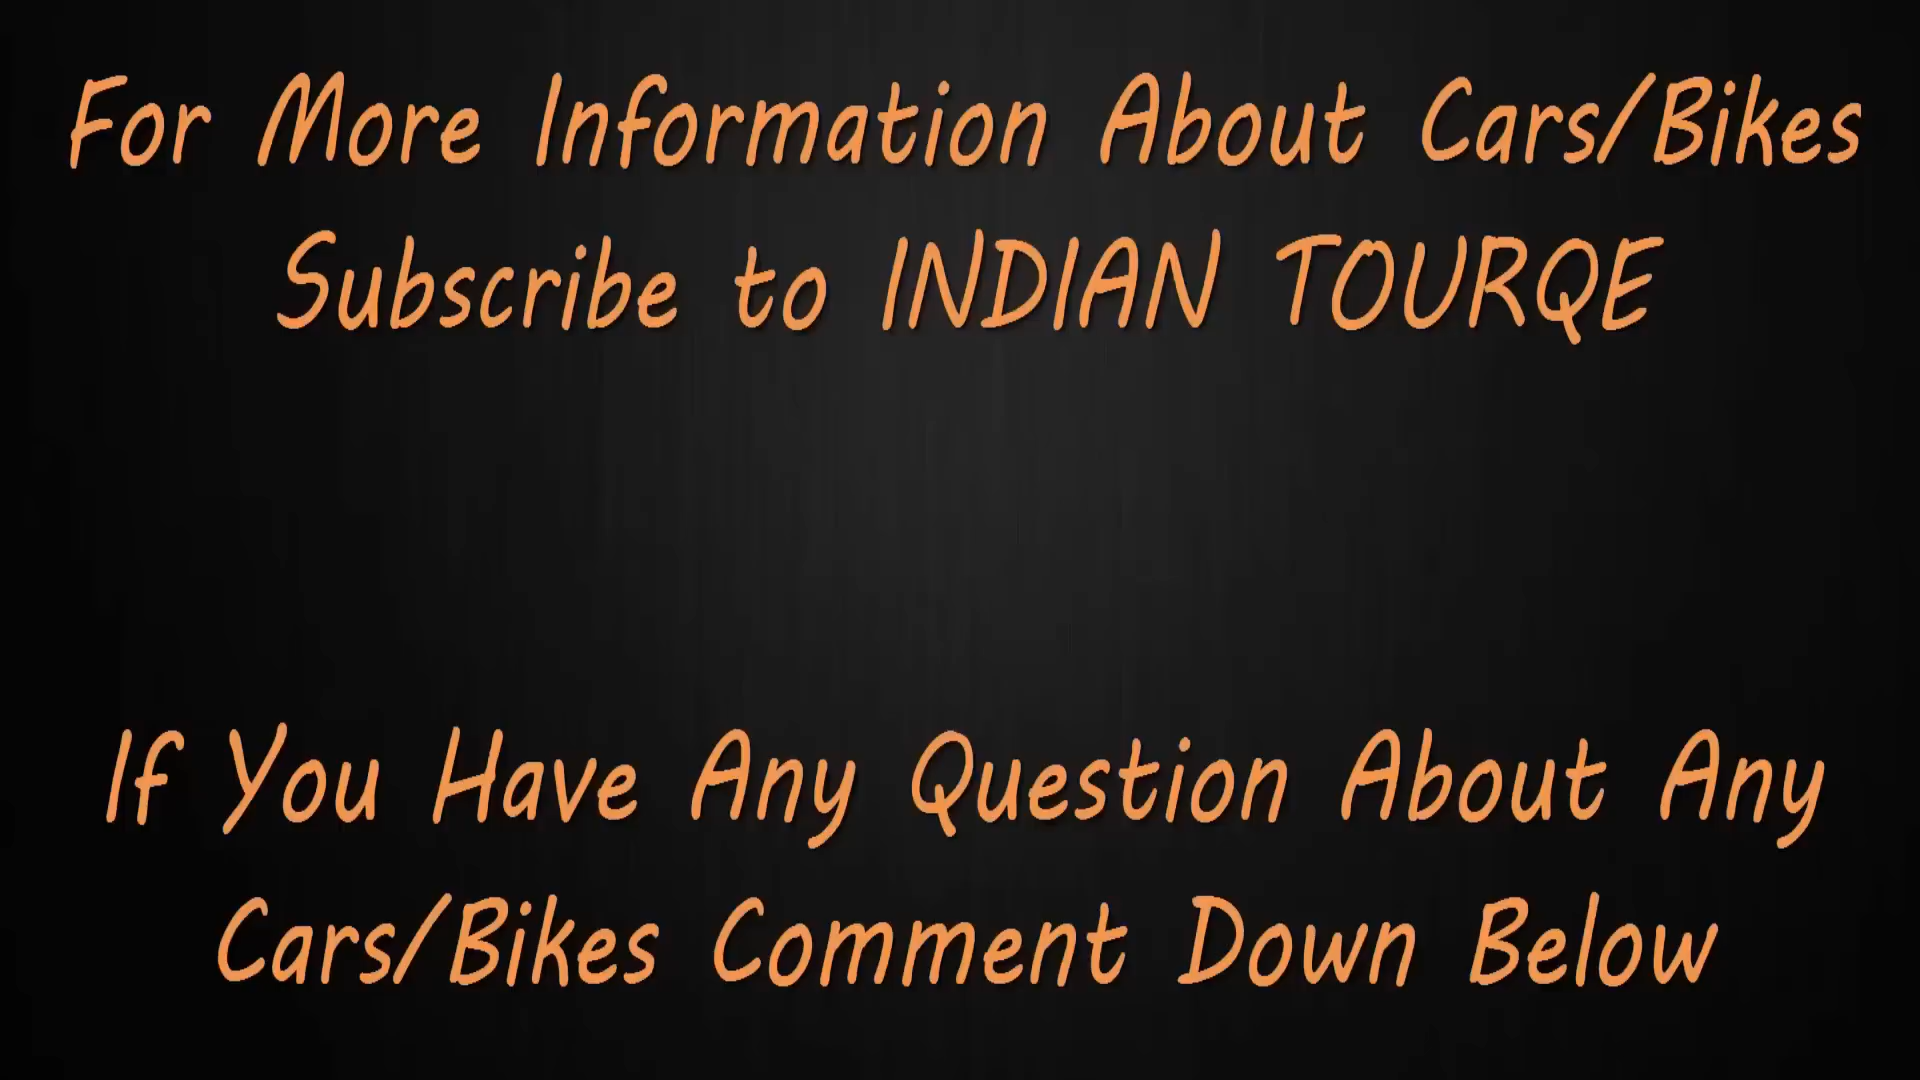 For More Information About Cars/Bikes
Subscribe to INDIAN TOURQE
If You Have Any Question About Any
Cars/Bikes Comment Down Below